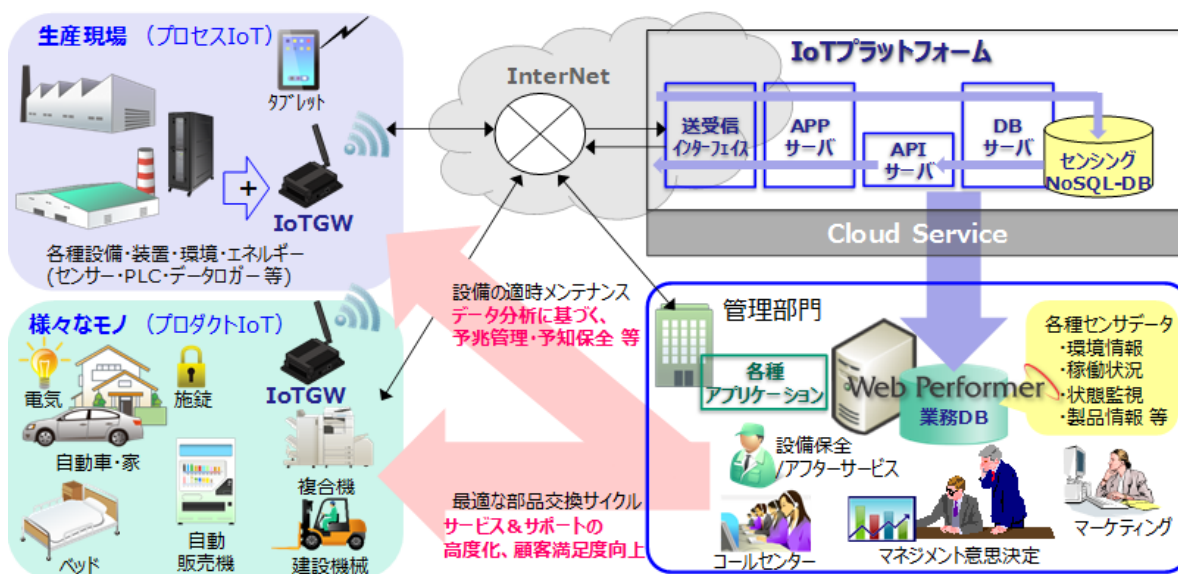 生産現場 （プロセスIoT）
タブレット
+
IoTGW
各種設備・装置・環境・エネルギー
(センサー・PLC・データロガー 等)
InterNet
IoTプラットフォーム
送受信
インターフェイス
APP
サーバ
API
サーバ
DB
サーバ
センシング
NoSQL-DB
Cloud Service
様々なモノ （プロダクトIoT）
IoTGW
電気
施錠
自動車・家
複合機
ベッド
自動
販売機
建設機械
設備の適時メンテナンス
データ分析に基づく、
予兆管理・予知保全 等
最適な部品交換サイクル
サービス＆サポートの
高度化、顧客満足度向上
管理部門
各種
アプリケーション
Web Performer
業務DB
各種センサデータ
・環境情報
・稼働状況
・状態監視
・製品情報 等
設備保全
/アフターサービス
コールセンター
マネジメント意思決定
マーケティング